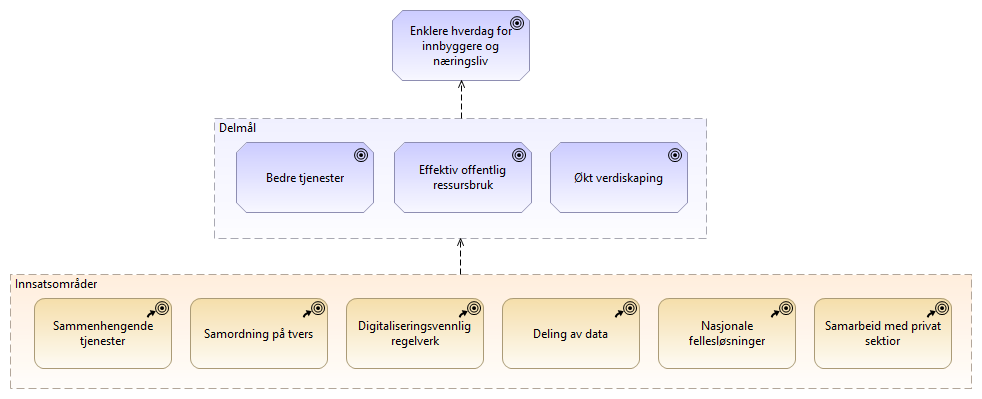 Enklere hverdag for
innbyggere og
næringsliv
Delmål
Bedre tjenester
Effektiv offentlig
ressursbruk
Økt verdiskaping
Innsatsområder
Sammenhengende
tjenester
Samordning på tvers
Digitaliseringsvennlig
regelverk
Deling av data
Nasjonale
fellesløsninger
Samarbeid med privat
sektior